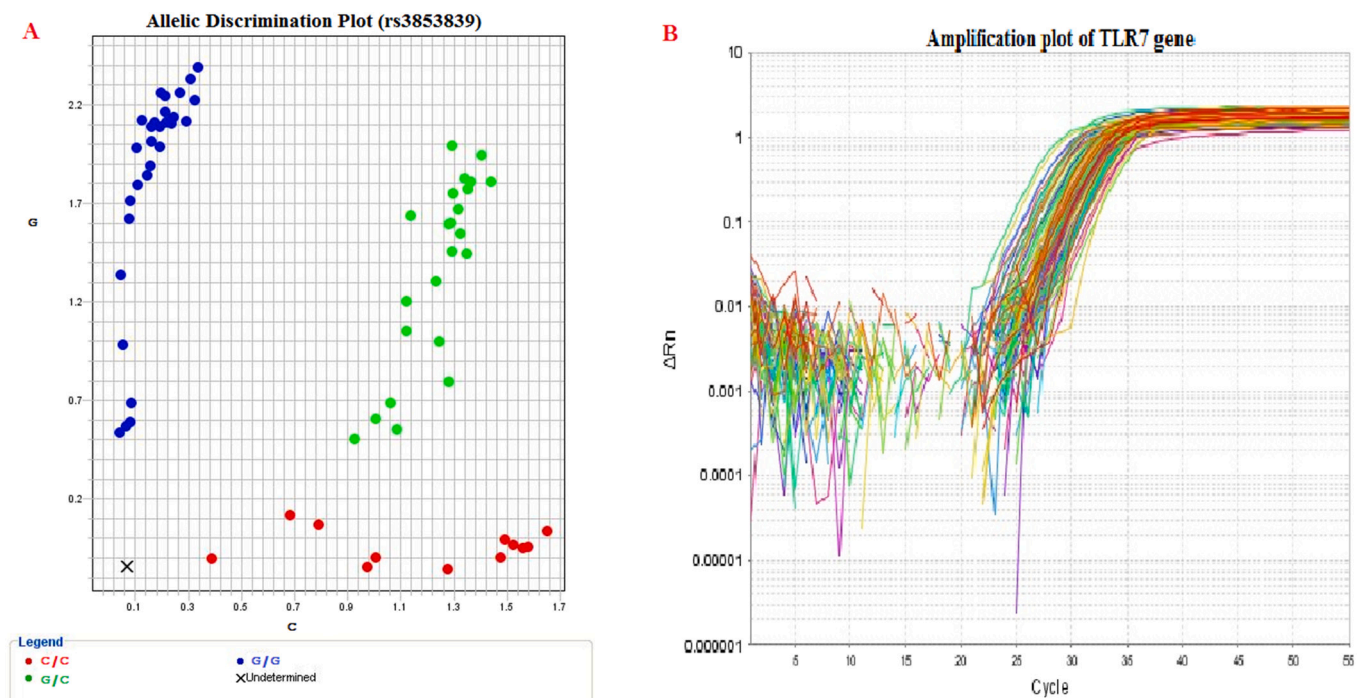 A
Allelic Discrimination Plot (rs3853839)
G
2.2
1.7
1.2
0.7
0.2
0.1 0.3 0.5 0.7 0.9 1.1 1.3 1.5 1.7
C
Legend
C/C
G/G
G/C
Undetermined
B
Amplification plot of TLR7 gene
ΔRn
10
1
0.1
0.01
0.001
0.0001
0.00001
0.000001
5 10 15 20 25 30 35 40 45 50 55
Cycle